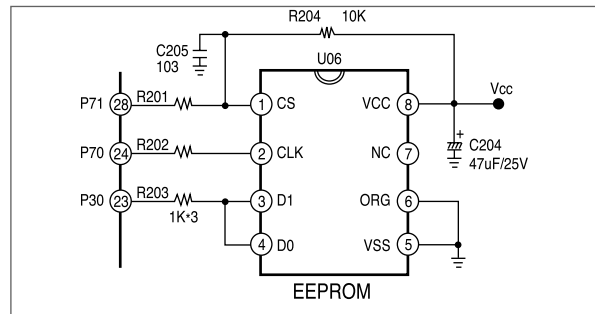 R204 10K
C205
103
U06
Vcc
P71 28 R201 1 CS VCC 8
+
C204
47uF/25V
P70 24 R202 2 CLK NC 7
P30 23 R203 3 D1 ORG 6
1K*3
4 D0 VSS 5
EEPROM